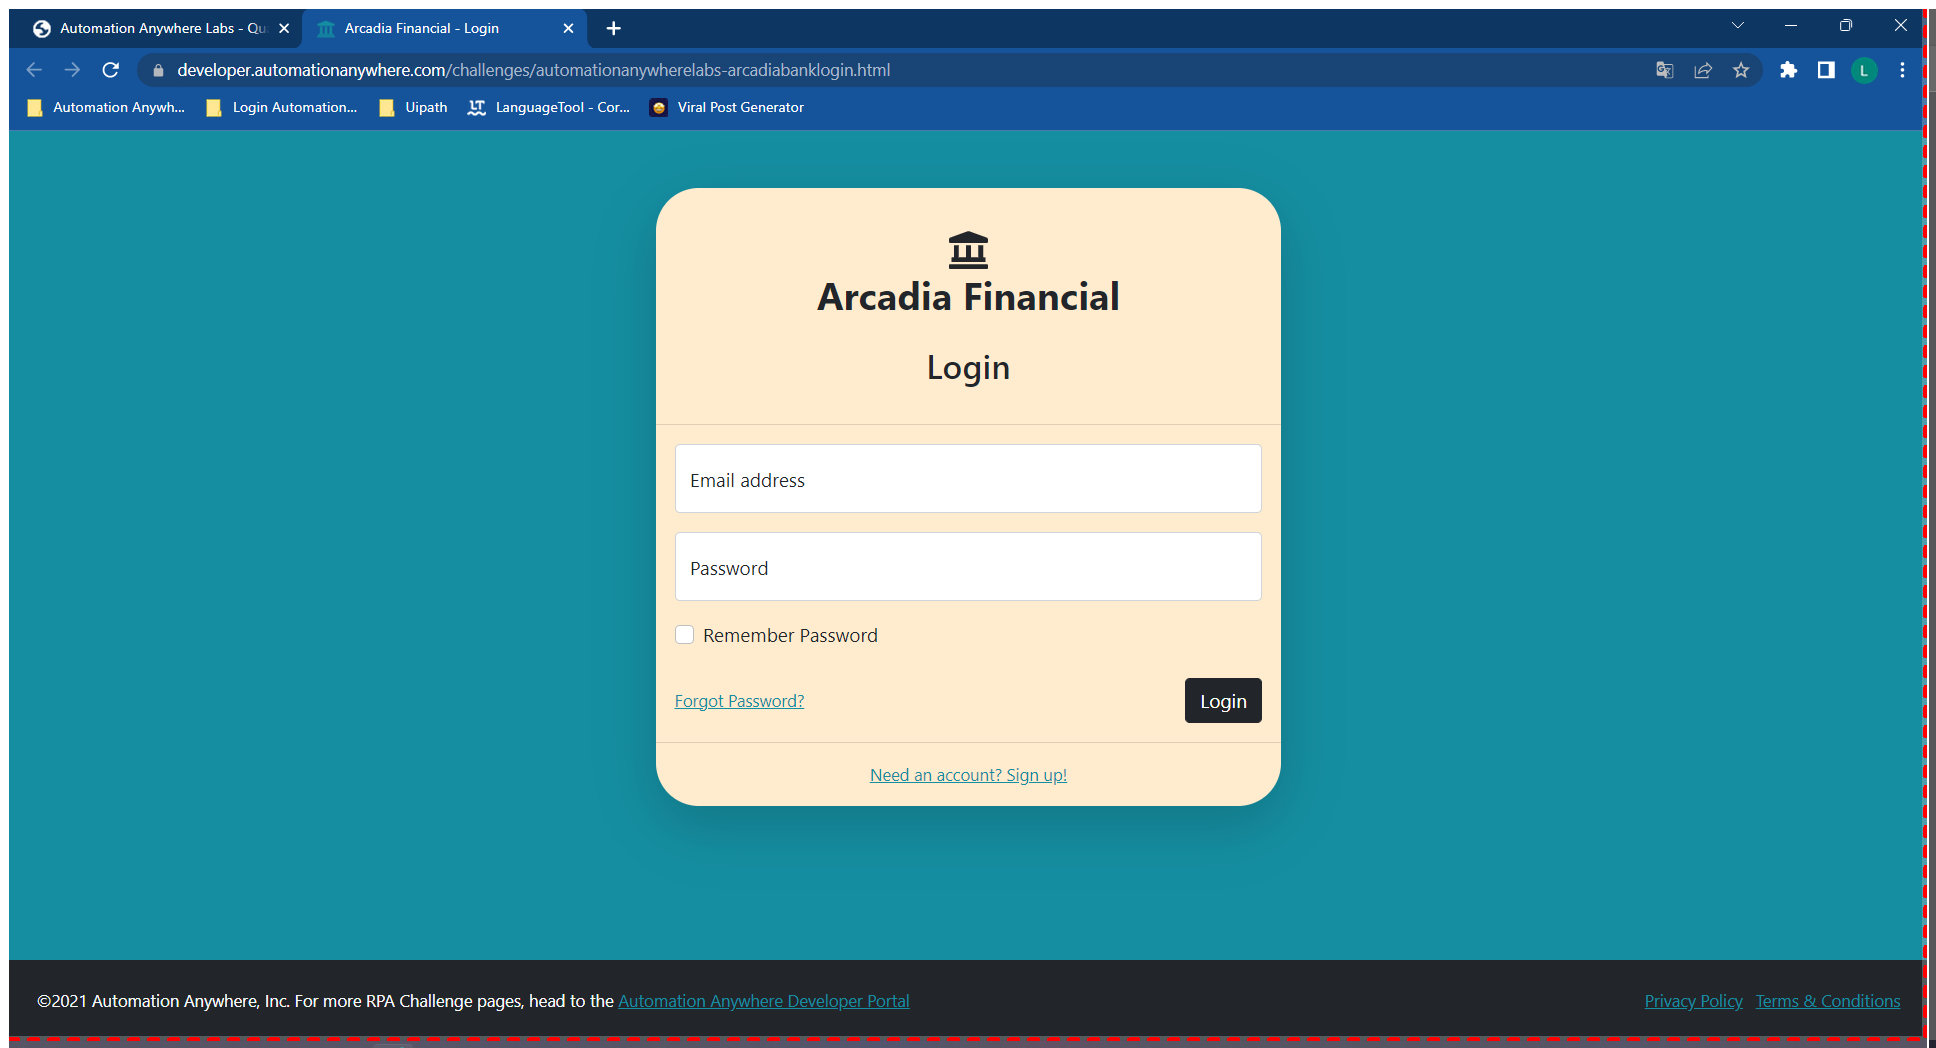 Automation Anywhere Labs - Qu
Arcadia Financial - Login
developer.automationanywhere.com/challenges/automationanywherelabs-arcadiabanklogin.html
L
Automation Anywh...
Login Automation...
Uipath
LT
LanguageTool - Cor...
Viral Post Generator
Arcadia Financial
Login
Email address
Password
Remember Password
Forgot Password?
Login
Need an account? Sign up!
©2021 Automation Anywhere, Inc. For more RPA Challenge pages, head to the Automation Anywhere Developer Portal
Privacy Policy
Terms & Conditions